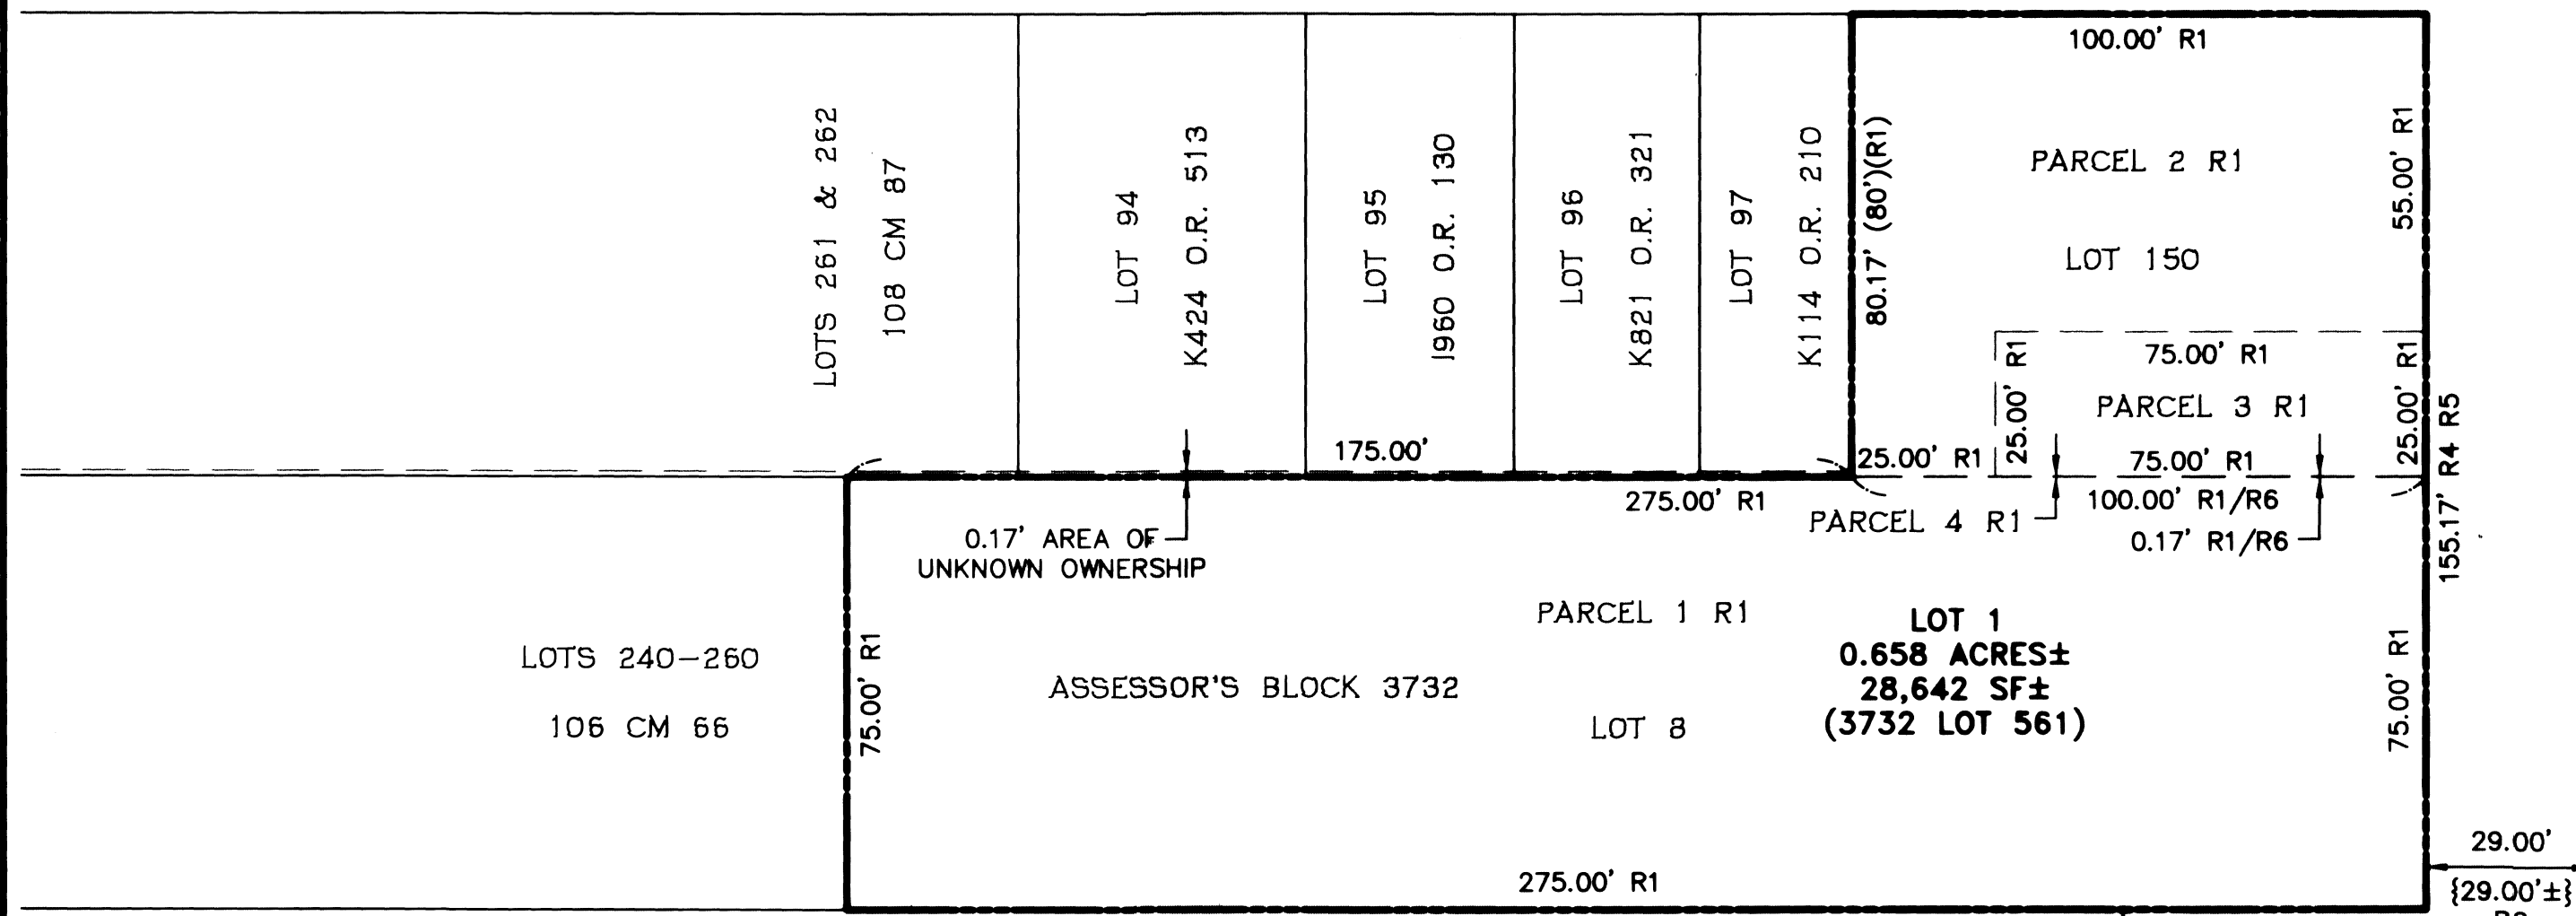 100.00' R1
LOTS 261 & 262
108 CM 87
LOT 94
K424 O.R. 513
LOT 95
I960 O.R. 130
LOT 96
K821 O.R. 321
LOT 97
K114 O.R. 210
80.17' (80')(R1)
PARCEL 2 R1
LOT 150
55.00' R1
75.00' R1
25.00' R1
PARCEL 3 R1
25.00' R1
155.17' R4 R5
175.00'
25.00' R1
75.00' R1
275.00' R1
100.00' R1/R6
PARCEL 4 R1
0.17' R1/R6
0.17' AREA OF
UNKNOWN OWNERSHIP
PARCEL 1 R1
LOT 1
0.658 ACRES±
28,642 SF±
(3732 LOT 561)
LOTS 240-260
106 CM 66
75.00' R1
ASSESSOR'S BLOCK 3732
LOT 8
75.00' R1
275.00' R1
29.00'
{29.00'±}